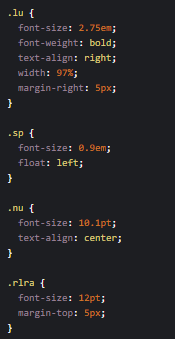 .lu {
font-size: 2.75em;
font-weight: bold;
text-align: right;
width: 97%;
margin-right: 5px;
}
.sp {
font-size: 0.9em;
float: left;
}
.nu {
font-size: 10.1pt;
text-align: center;
}
.rlra {
font-size: 12pt;
margin-top: 5px;
}